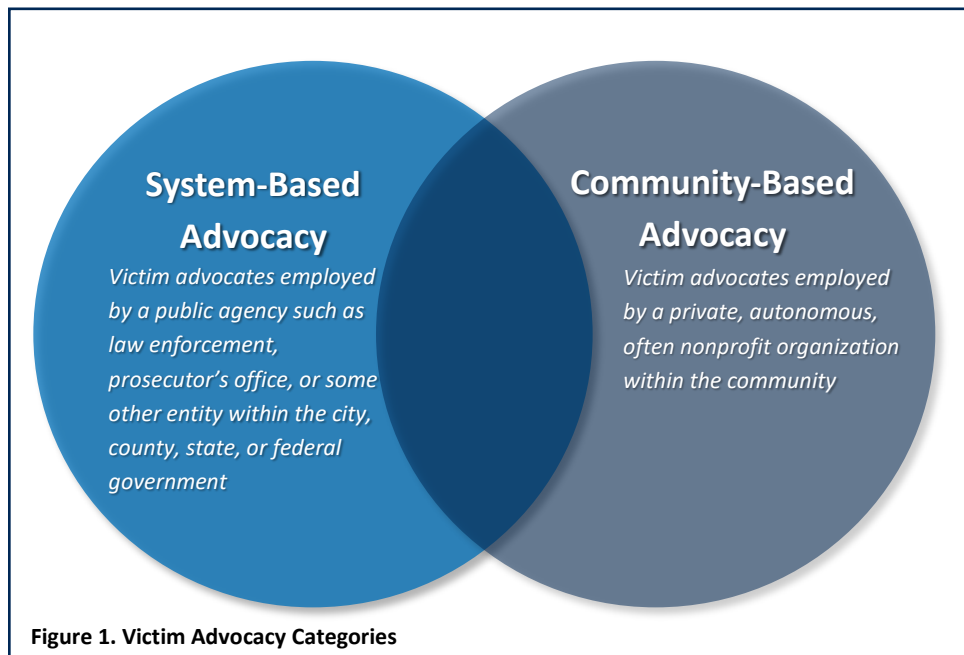 System-Based
Advocacy
Victim advocates employed
by a public agency such as
law enforcement,
prosecutor’s office, or some
other entity within the city,
county, state, or federal
government
Community-Based
Advocacy
Victim advocates employed
by a private, autonomous,
often nonprofit organization
within the community
Figure 1. Victim Advocacy Categories